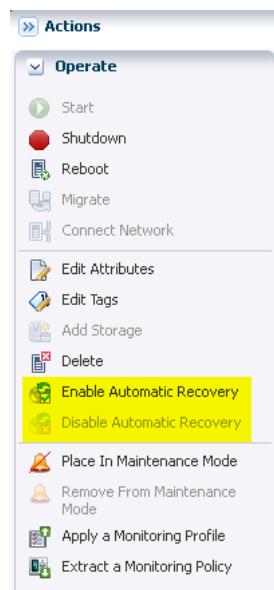 Actions
Operate
Start
Shutdown
Reboot
Migrate
Connect Network
Edit Attributes
Edit Tags
Add Storage
Delete
Enable Automatic Recovery
Disable Automatic Recovery
Place In Maintenance Mode
Remove From Maintenance
Mode
Apply a Monitoring Profile
Extract a Monitoring Policy